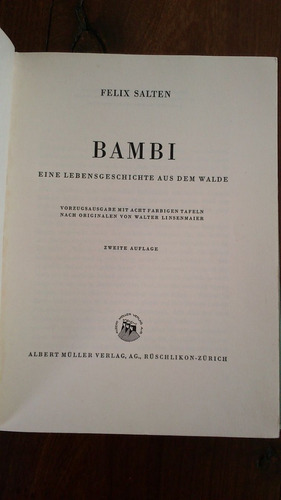 FELIX SALTEN
BAMBI
EINE LEBENSGESCHICHTE AUS DEM WALDE
VORZUGSAUSGABE MIT ACHT FARBIGEN TAFELN
NACH ORIGINALEN VON WALTER LINSENMAIER
ZWEITE AUFLAGE
ALBERT MÜLLER VERLAG, AG., RÜSCHLIKON-ZÜRICH